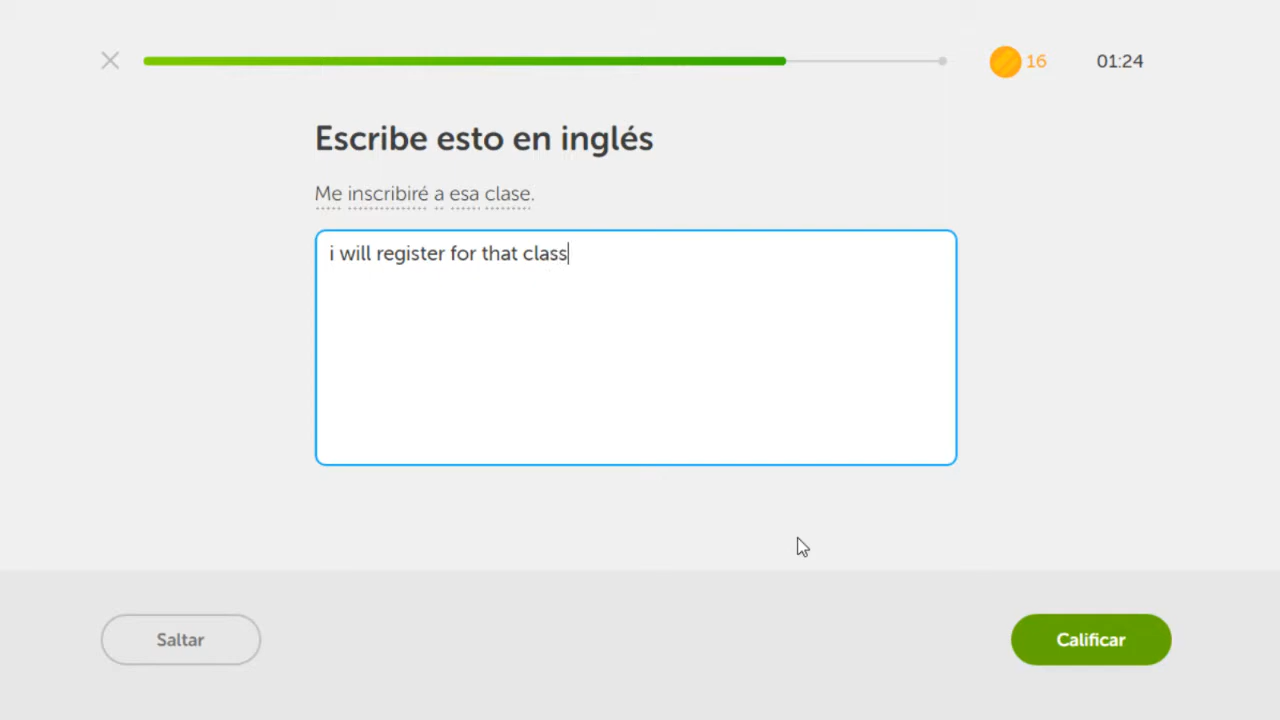 16 01:24
Escribe esto en inglés
Me inscribiré a esa clase.
i will register for that class
Saltar Calificar